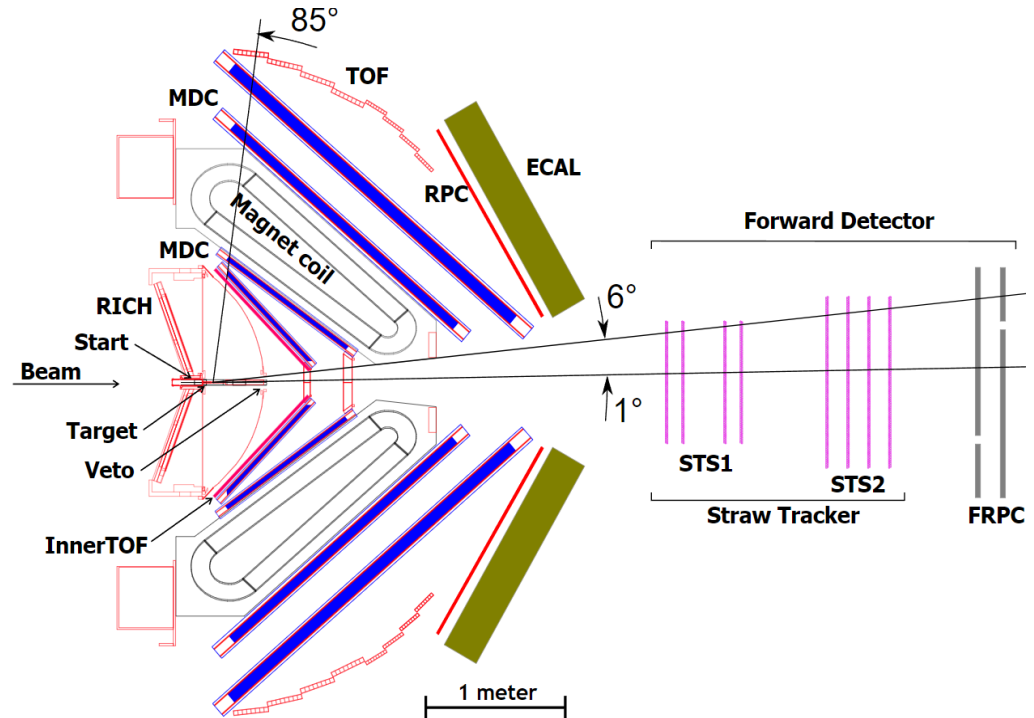 85°
TOF
MDC
ECAL
RPC
Magnet coil
Forward Detector
MDC
RICH
6°
Start
Beam
1°
Target
STS1
Veto
STS2
Straw Tracker
FRPC
InnerTOF
1 meter